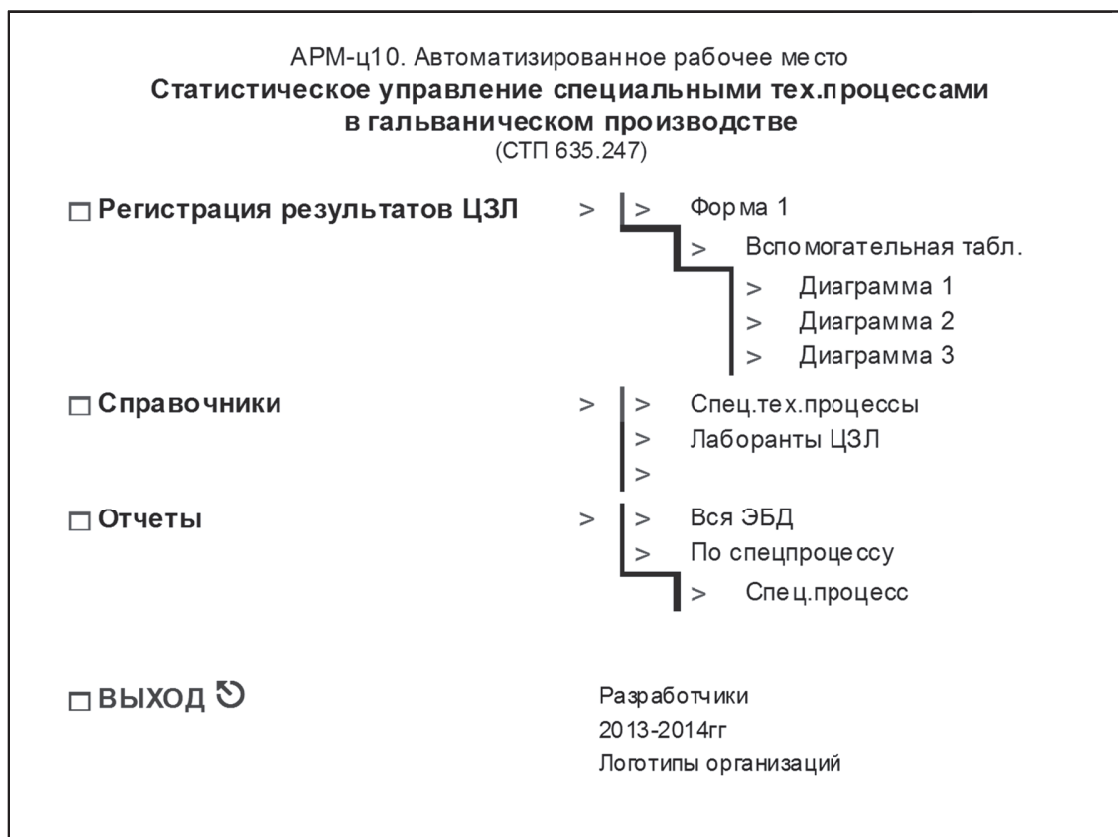 АРМ-ц10. Автоматизированное рабочее место
Статистическое управление специальными тех.процессами
в гальваническом производстве
(СТП 635.247)
Регистрация результатов ЦЗЛ > > Форма 1
> Вспомогательная табл.
> Диаграмма 1
> Диаграмма 2
> Диаграмма 3
Справочники > > Спец.тех.процессы
> Лаборанты ЦЗЛ
>
Отчеты > > Вся ЭБД
> По спецпроцессу
> Спец.процесс
ВЫХОД Разработчики
2013-2014гг
Логотипы организаций